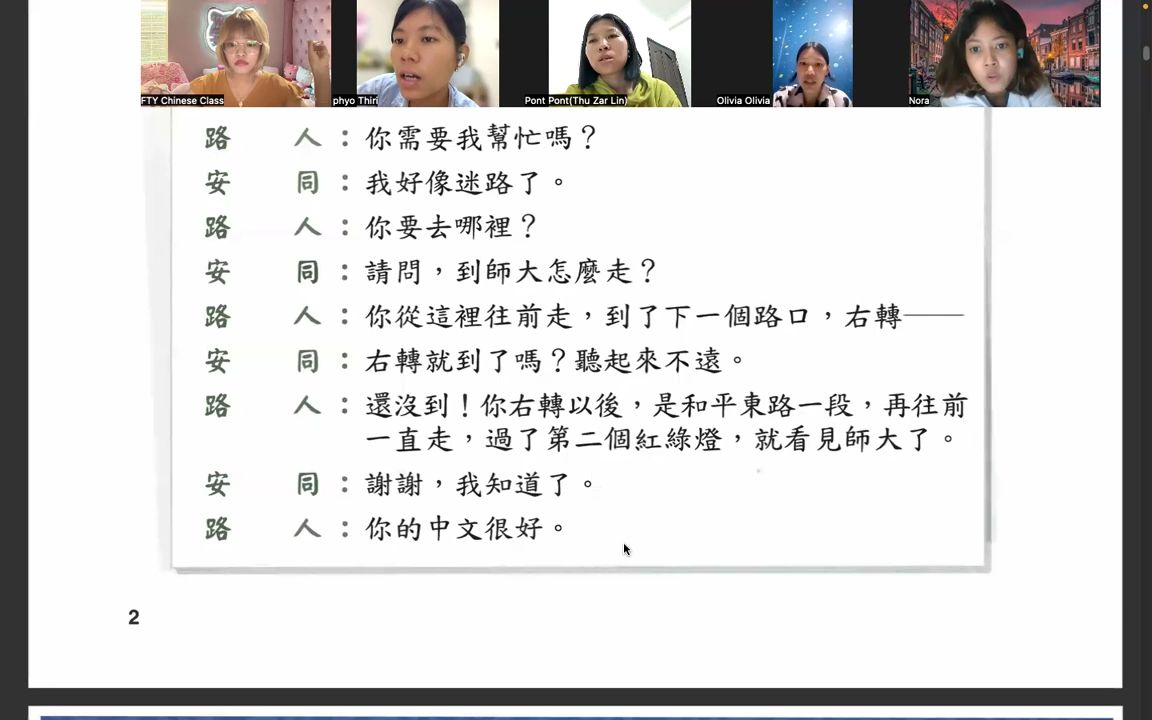 FTY Chinese Class
phyo Thiri
Pont Pont(Thu Zar Lin)
Olivia Olivia
Nora
路 人：你需要我幫忙嗎？
安 同：我好像迷路了。
路 人：你要去哪裡？
安 同：請問，到師大怎麼走？
路 人：你從這裡往前走，到了下一個路口，右轉——
安 同：右轉就到了嗎？聽起來不遠。
路 人：還沒到！你右轉以後，是和平東路一段，再往前
一直走，過了第二個紅綠燈，就看見師大了。
安 同：謝謝，我知道了。
路 人：你的中文很好。
2